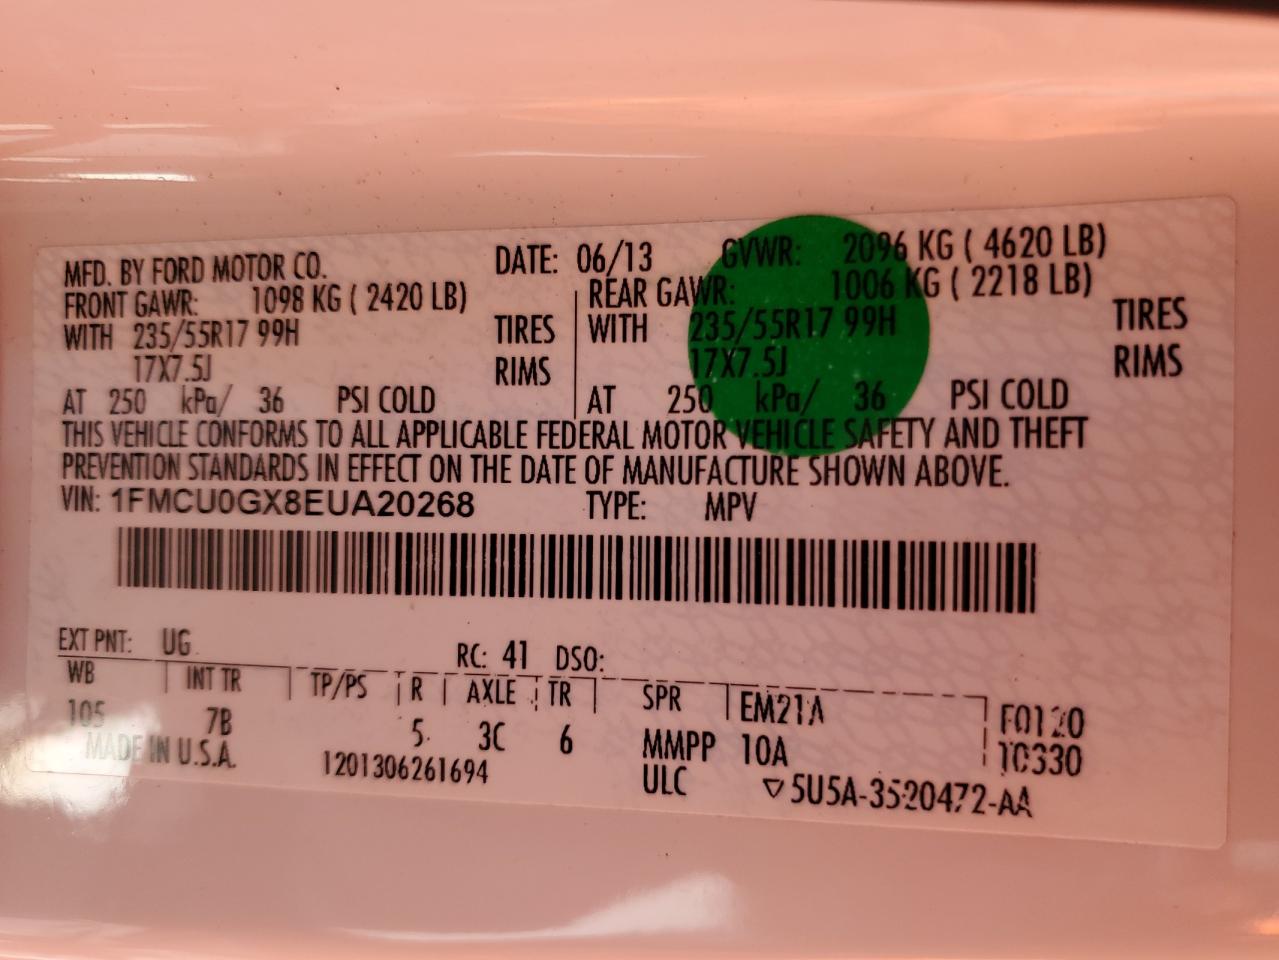 MFD. BY FORD MOTOR CO. DATE: 06/13 GVWR: 2096 KG ( 4620 LB)
FRONT GAWR: 1098 KG ( 2420 LB) REAR GAWR: 1006 KG ( 2218 LB)
WITH 235/55R17 99H TIRES WITH 235/55R17 99H TIRES
17X7.5J RIMS 17X7.5J RIMS
AT 250 kPa/ 36 PSI COLD AT 250 kPa/ 36 PSI COLD
THIS VEHICLE CONFORMS TO ALL APPLICABLE FEDERAL MOTOR VEHICLE SAFETY AND THEFT
PREVENTION STANDARDS IN EFFECT ON THE DATE OF MANUFACTURE SHOWN ABOVE.
VIN: 1FMCU0GX8EUA20268 TYPE: MPV
EXT PNT: UG RC: 41 DSO:
WB INT TR TP/PS R AXLE TR SPR EM21A F0120
105 7B 5 3C 6 MMPP 10A 10330
MADE IN U.S.A. 1201306261694 ULC ▽5U5A-3520472-AA